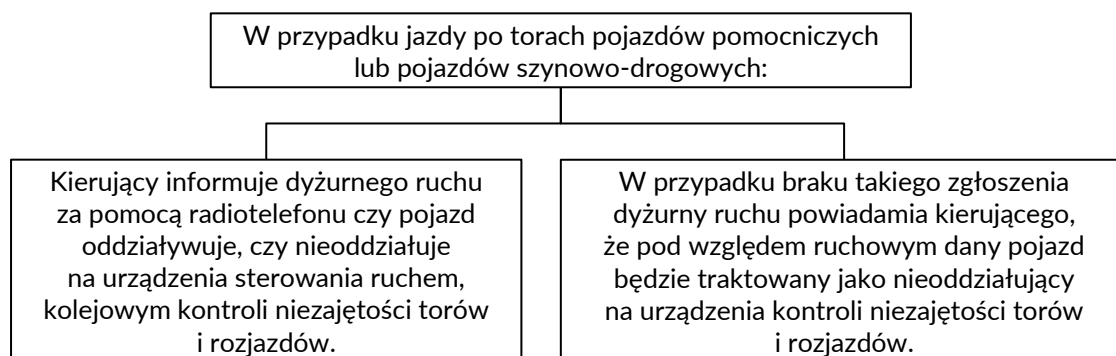 W przypadku jazdy po torach pojazdów pomocniczych
lub pojazdów szynowo-drogowych:
Kierujący informuje dyżurnego ruchu
za pomocą radiotelefonu czy pojazd
oddziaływuje, czy nieoddziałuje
na urządzenia sterowania ruchem,
kolejowym kontroli niezajętości torów
i rozjazdów.
W przypadku braku takiego zgłoszenia
dyżurny ruchu powiadamia kierującego,
że pod względem ruchowym dany pojazd
będzie traktowany jako nieoddziałujący
na urządzenia kontroli niezajętości torów
i rozjazdów.